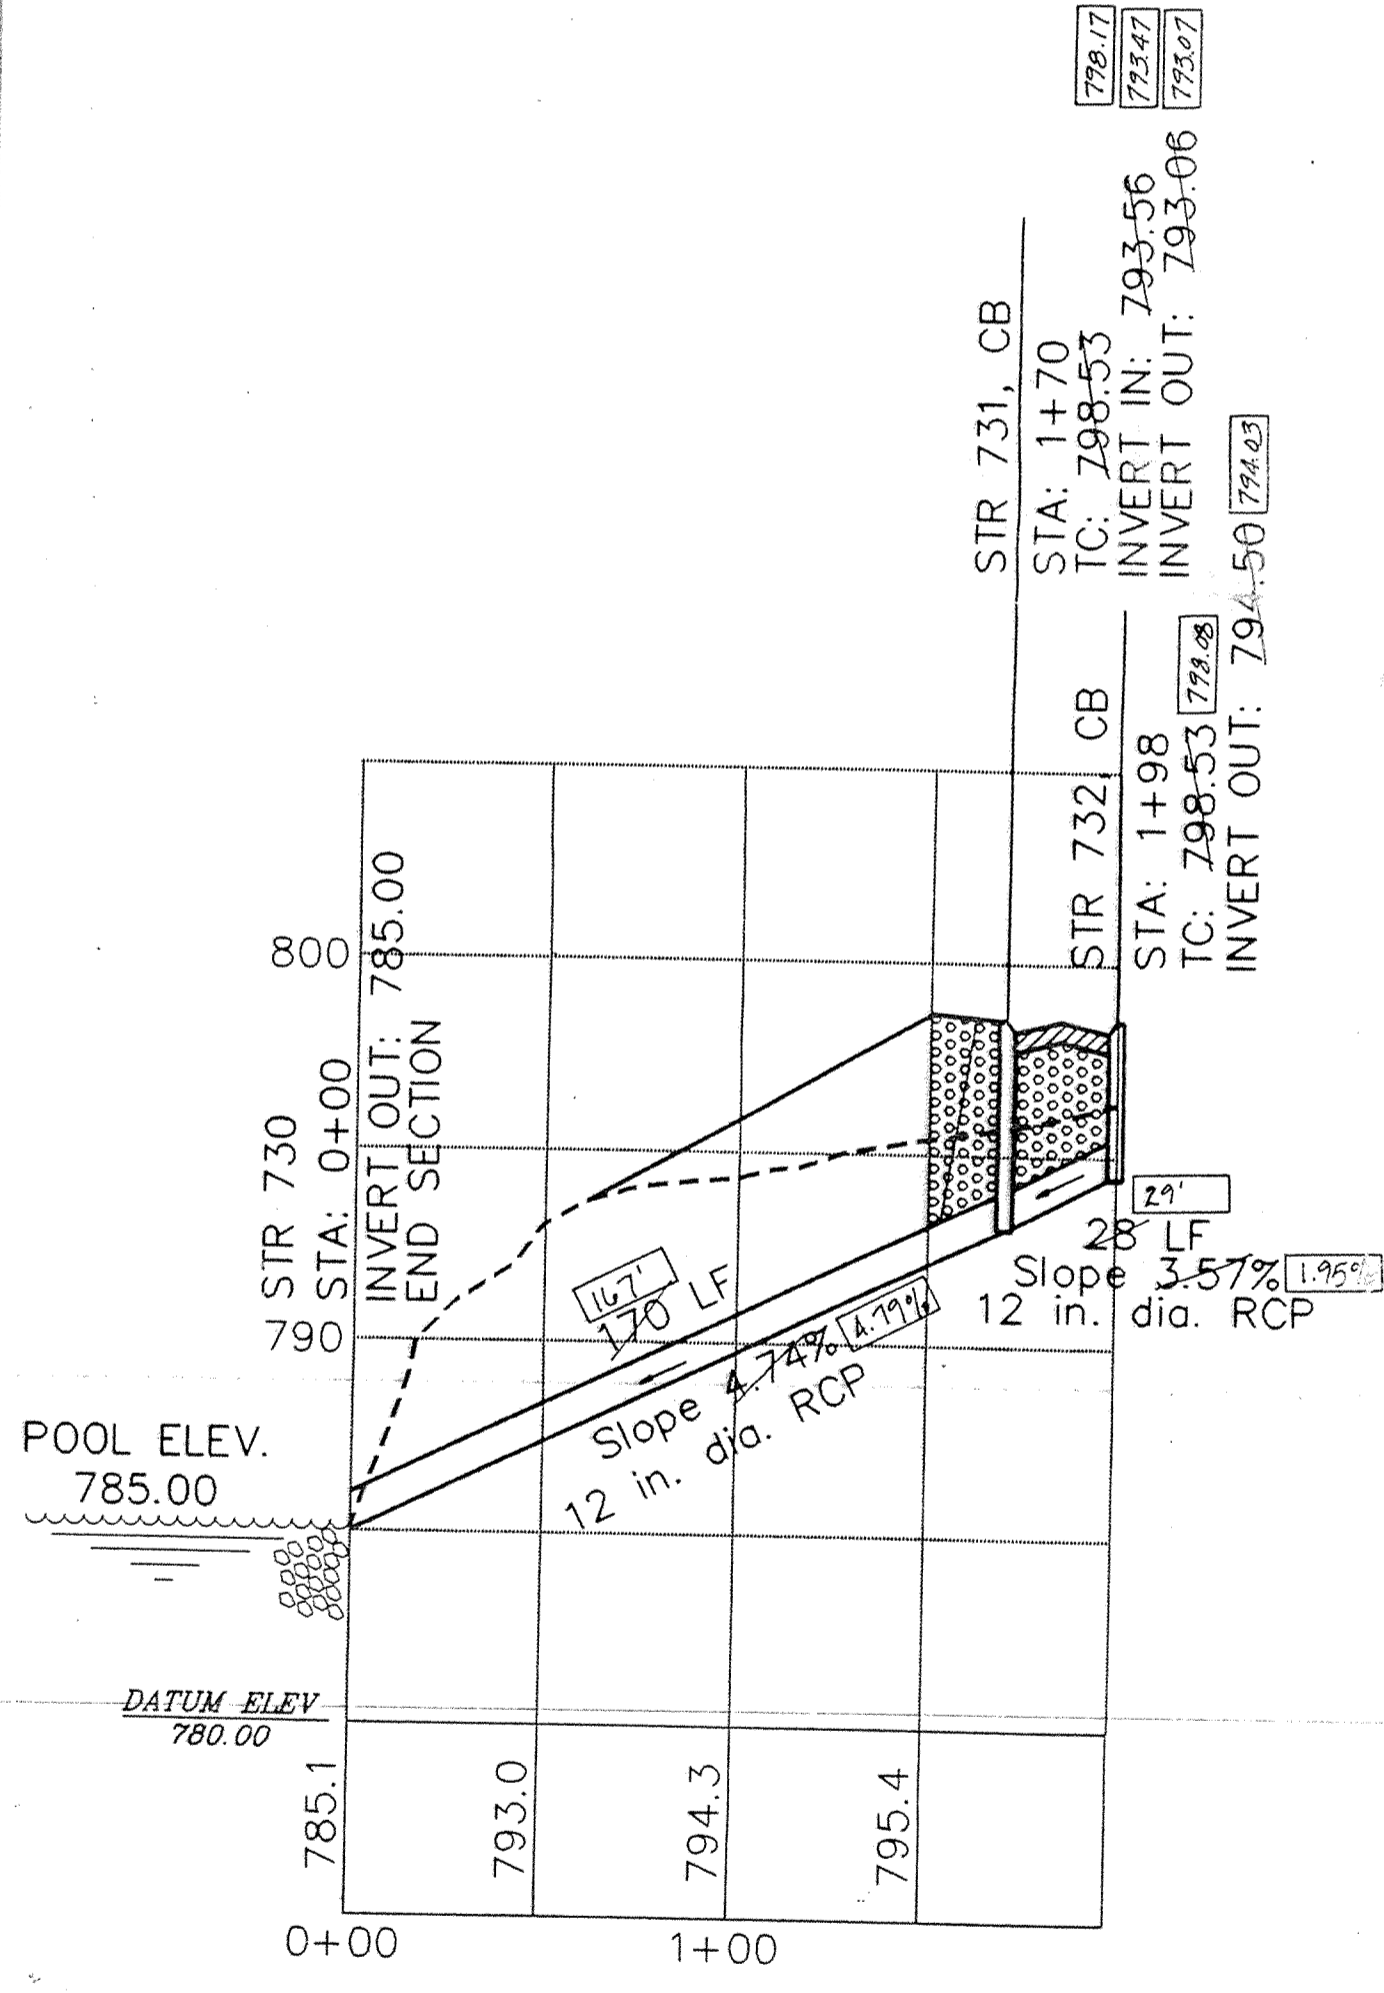 798.17
793.47
793.07
STR 731, CB
STA: 1+70
TC: 798.53
INVERT IN: 793.56
INVERT OUT: 793.06
STR 732, CB
STA: 1+98
TC: 798.53 798.08
INVERT OUT: 794.50 794.03
STR 730
STA: 0+00
INVERT OUT: 785.00
END SECTION
800
790
167'
170 LF
Slope 4.74% 4.79%
12 in. dia. RCP
29'
28 LF
Slope 3.57% 1.95%
12 in. dia. RCP
POOL ELEV.
785.00
DATUM ELEV
780.00
785.1
793.0
794.3
795.4
0+00
1+00